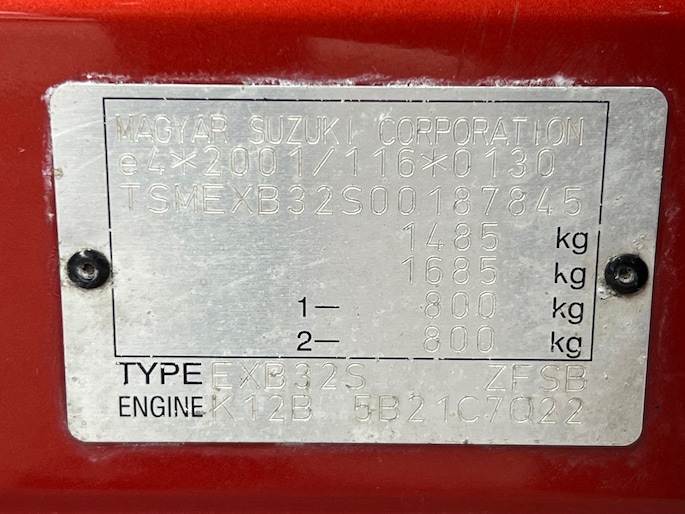 MAGYAR SUZUKI CORPORATION
e4*2001/116*0130
TSMEXB32S00187845
1485 kg
1685 kg
1— 800 kg
2— 800 kg
TYPE EXB32S ZFSB
ENGINE K12B 5B21C7Q22